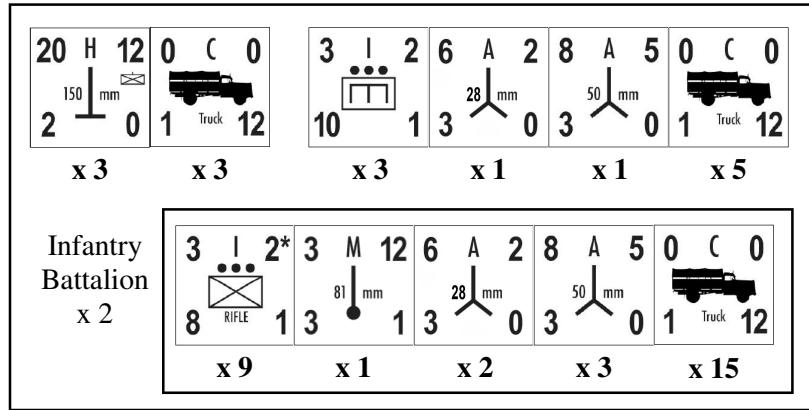 20 H 12 0 C 0 3 I 2 6 A 2 8 A 5 0 C 0
150 mm 28 mm 50 mm
2 0 1 Truck 12 10 1 3 0 3 0 1 Truck 12
x 3 x 3 x 3 x 1 x 1 x 5
Infantry
Battalion
x 2
3 I 2* 3 M 12 6 A 2 8 A 5 0 C 0
81 mm 28 mm 50 mm
8 RIFLE 1 3 1 3 0 3 0 1 Truck 12
x 9 x 1 x 2 x 3 x 15